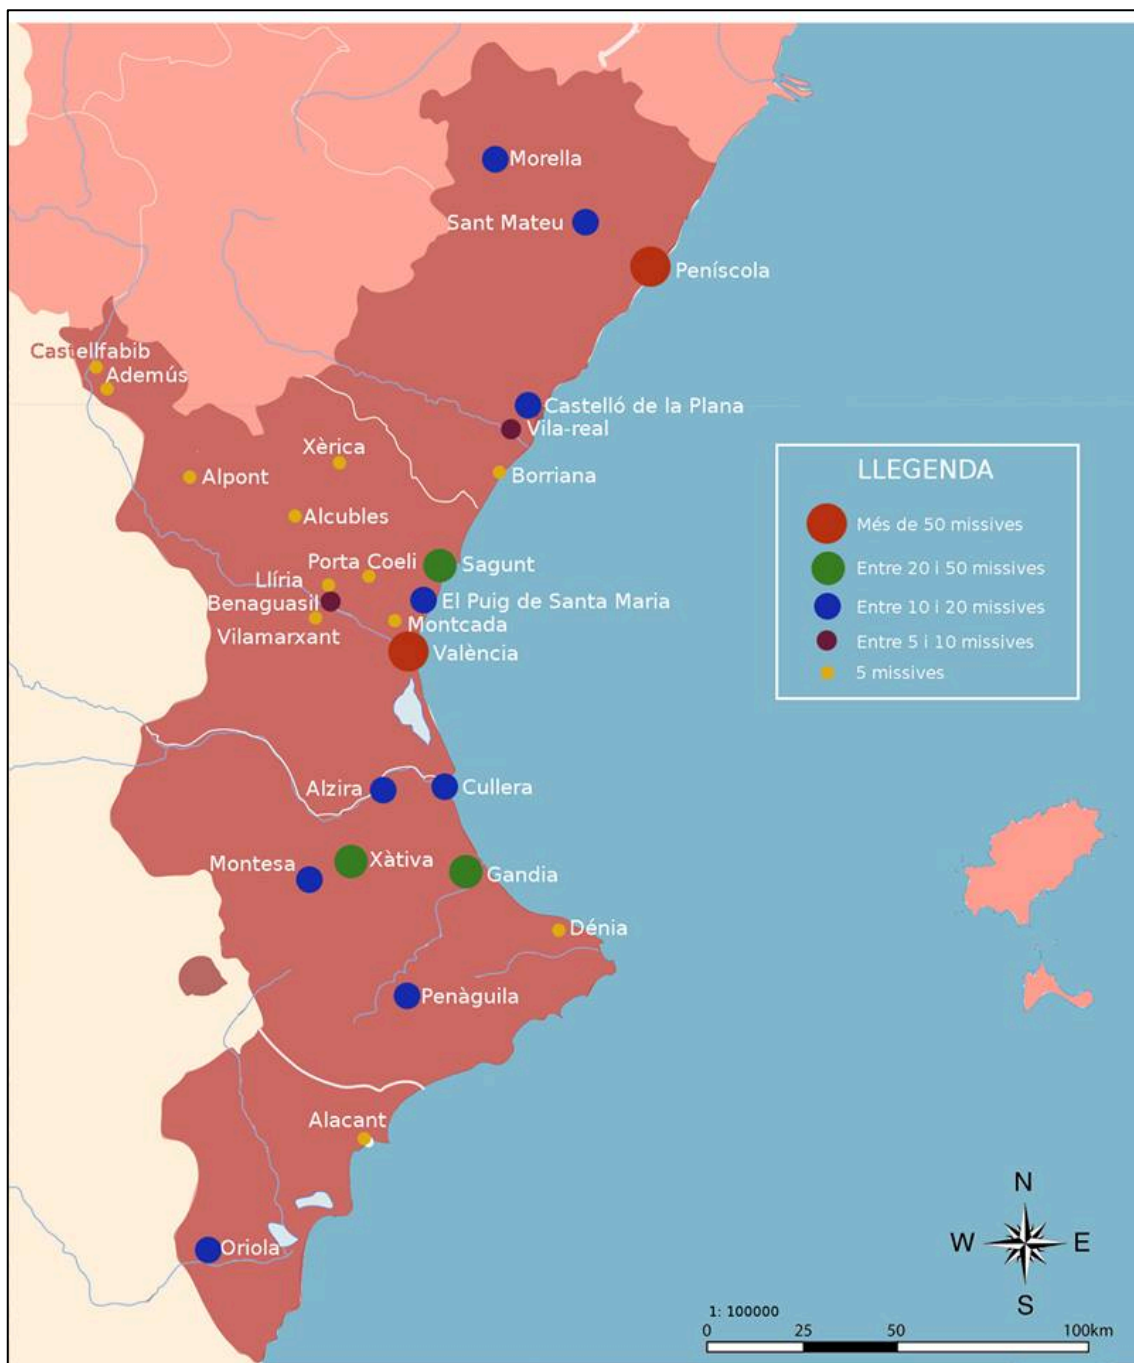 Morella
Sant Mateu
Peníscola
Castellfabib
Ademús
Castelló de la Plana
Vila-real
Xèrica
Alpont
Borriana
Alcubles
Porta Coeli
Sagunt
Llíria
Benaguasil
El Puig de Santa Maria
Vilamarxant
Montcada
València
Alzira
Cullera
Montesa
Xàtiva
Gandia
Dénia
Penàguila
Alacant
Oriola
LLEGENDA
Més de 50 missives
Entre 20 i 50 missives
Entre 10 i 20 missives
Entre 5 i 10 missives
5 missives
N
W E
S
1: 100000
0 25 50 100km